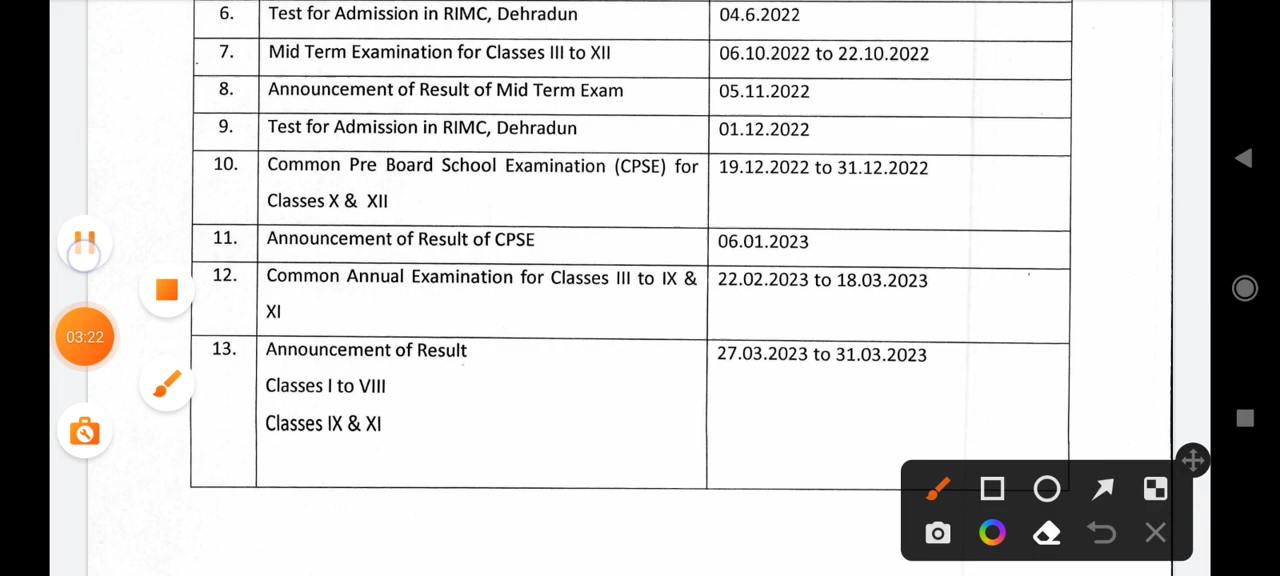 6. Test for Admission in RIMC, Dehradun 04.6.2022
7. Mid Term Examination for Classes III to XII 06.10.2022 to 22.10.2022
8. Announcement of Result of Mid Term Exam 05.11.2022
9. Test for Admission in RIMC, Dehradun 01.12.2022
10. Common Pre Board School Examination (CPSE) for 19.12.2022 to 31.12.2022
Classes X & XII
11. Announcement of Result of CPSE 06.01.2023
12. Common Annual Examination for Classes III to IX & 22.02.2023 to 18.03.2023
XI
13. Announcement of Result 27.03.2023 to 31.03.2023
Classes I to VIII
Classes IX & XI
03:22